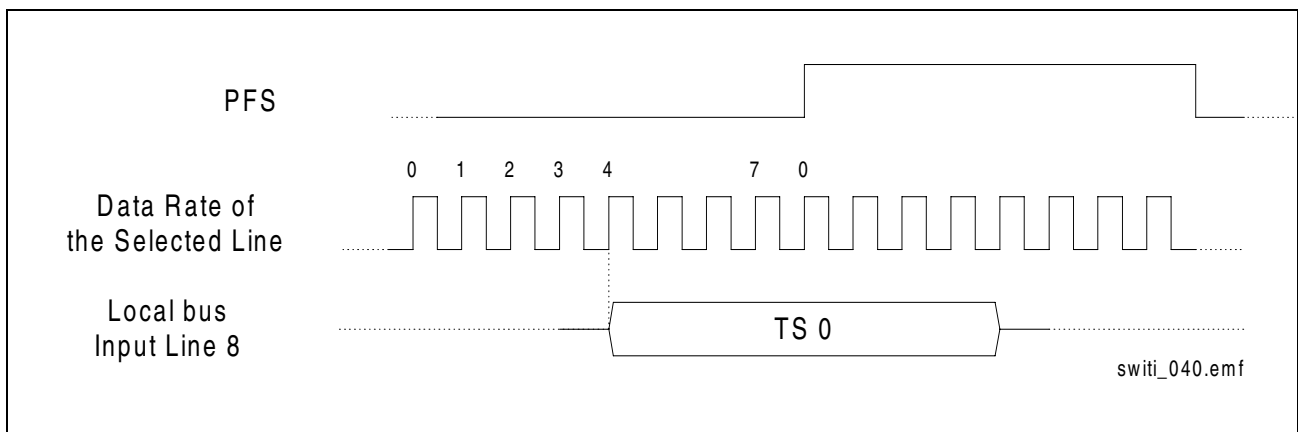 PFS
0 1 2 3 4 7 0
Data Rate of
the Selected Line
Local bus
Input Line 8
TS 0
switi_040.emf